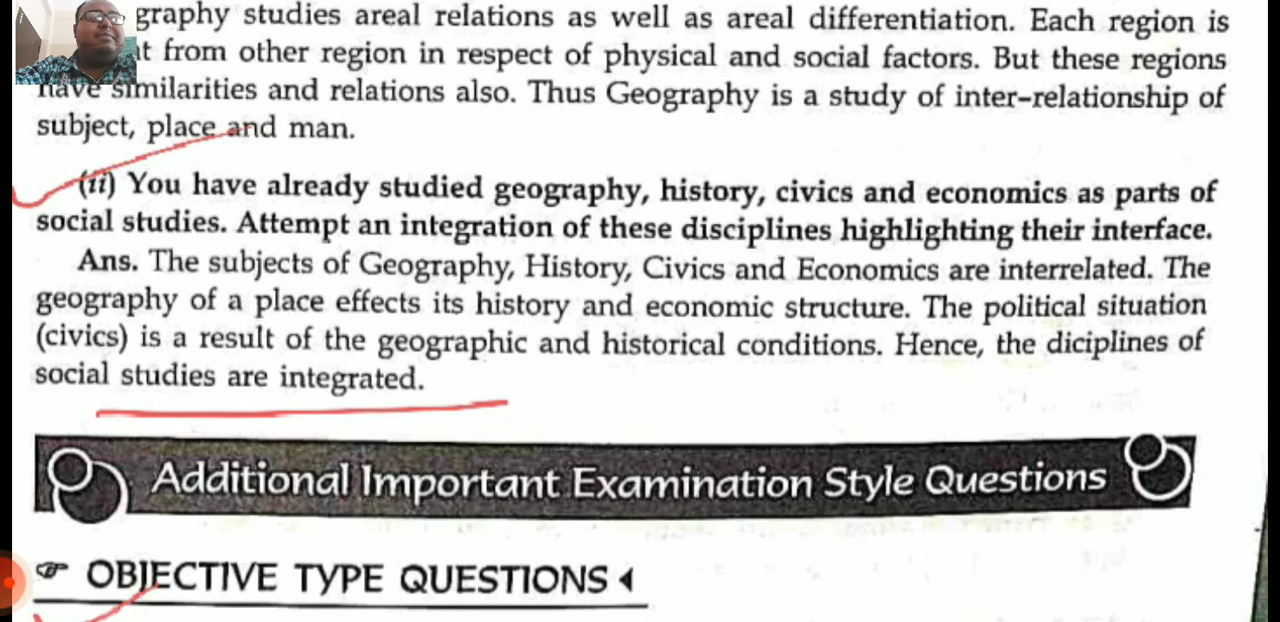 graphy studies areal relations as well as areal differentiation. Each region is
from other region in respect of physical and social factors. But these regions
have similarities and relations also. Thus Geography is a study of inter-relationship of
subject, place and man.
(ii) You have already studied geography, history, civics and economics as parts of
social studies. Attempt an integration of these disciplines highlighting their interface.
Ans. The subjects of Geography, History, Civics and Economics are interrelated. The
geography of a place effects its history and economic structure. The political situation
(civics) is a result of the geographic and historical conditions. Hence, the diciplines of
social studies are integrated.
Additional Important Examination Style Questions
☞ OBJECTIVE TYPE QUESTIONS ◄